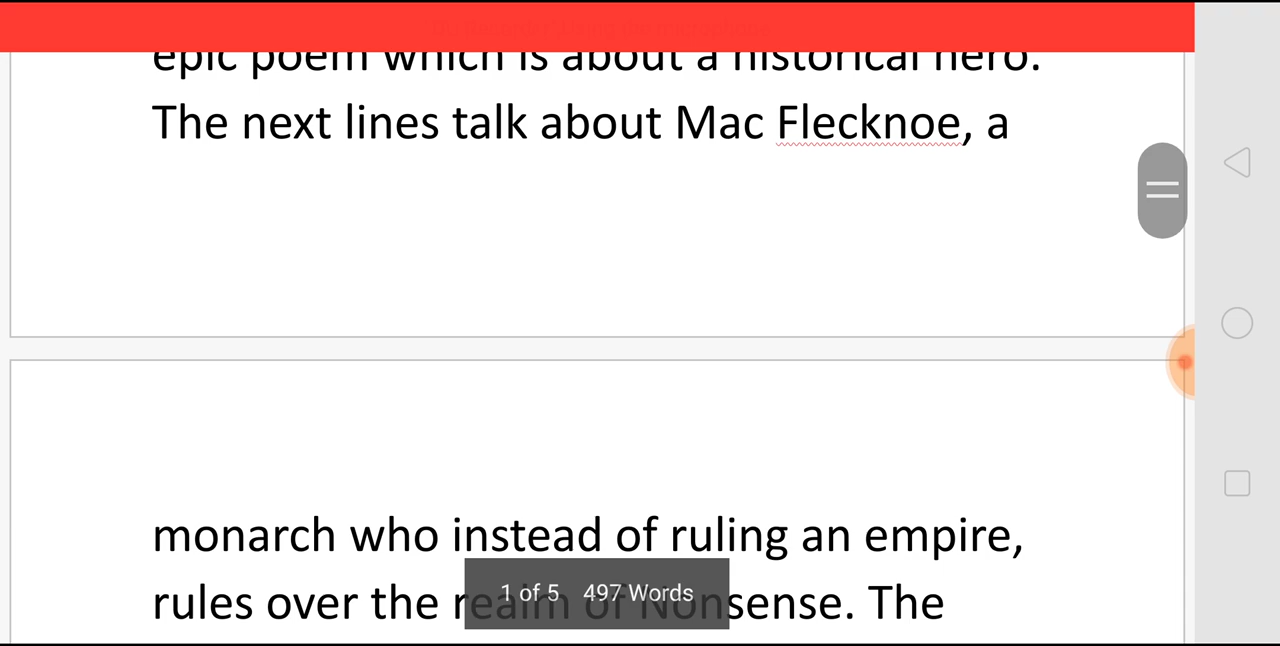 epic poem which is about a historical hero.
The next lines talk about Mac Flecknoe, a
monarch who instead of ruling an empire,
rules over the realm of Nonsense. The
1 of 5 497 Words